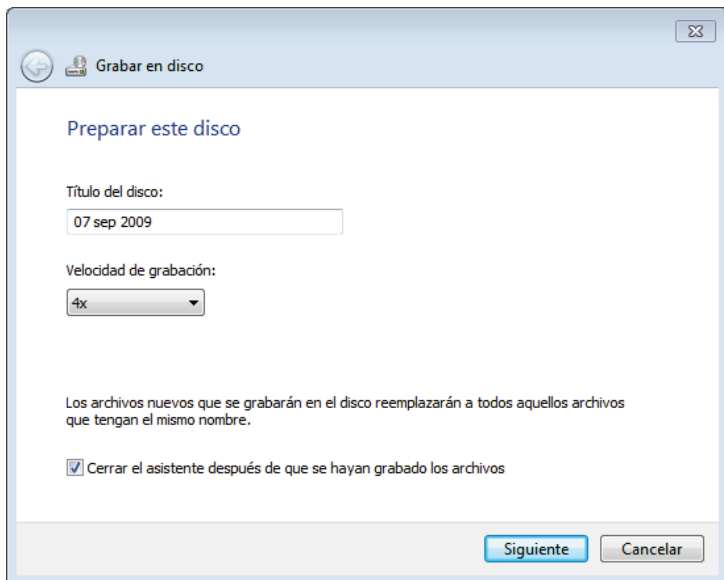 Grabar en disco
Preparar este disco
Título del disco:
07 sep 2009
Velocidad de grabación:
4x
Los archivos nuevos que se grabarán en el disco reemplazarán a todos aquellos archivos
que tengan el mismo nombre.
Cerrar el asistente después de que se hayan grabado los archivos
Siguiente Cancelar